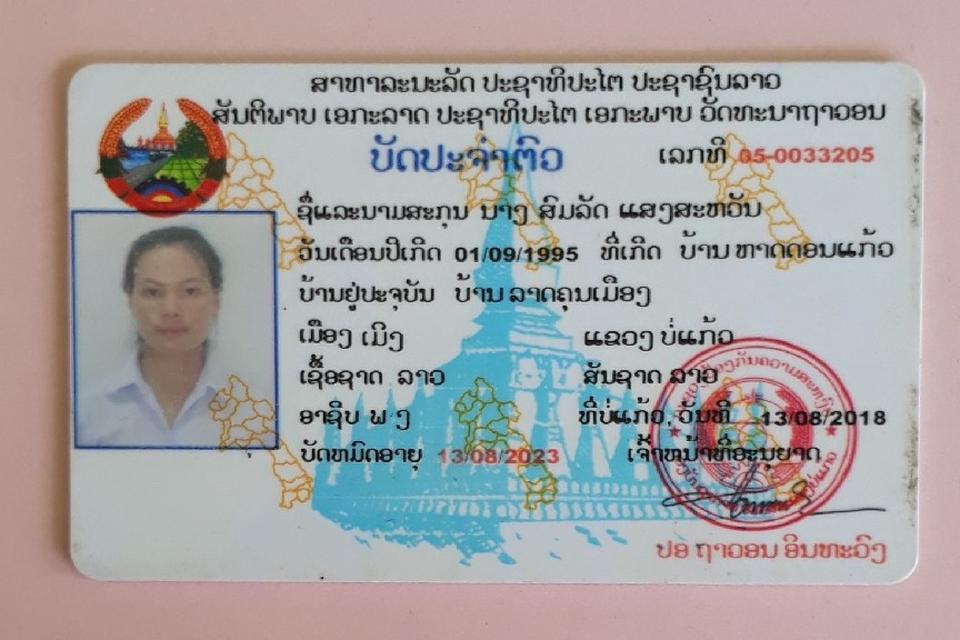 ສາທາລະນະລັດ ປະຊາທິປະໄຕ ປະຊາຊົນລາວ
ສັນຕິພາບ ເອກະລາດ ປະຊາທິປະໄຕ ເອກະພາບ ວັດທະນາຖາວອນ
ບັດປະຈຳຕົວ ເລກທີ 05-0033205
ຊື່ແລະນາມສະກຸນ ນາງ ສົມລັດ ແສງສະຫວັນ
ວັນເດືອນປີເກີດ 01/09/1995 ທີ່ເກີດ ບ້ານ ຫາດດອນແກ້ວ
ບ້ານຢູ່ປະຈຸບັນ ບ້ານ ລາດຄຸນເມືອງ
ເມືອງ ເມິງ ແຂວງ ບໍ່ແກ້ວ
ເຊື້ອຊາດ ລາວ ສັນຊາດ ລາວ
ອາຊີບ ພ ງ ທີ່ບໍ່ແກ້ວ, ວັນທີ 13/08/2018
ບັດຫມົດອາຍຸ 13/08/2023 ເຈົ້າຫນ້າທີ່ອະນຸຍາດ
ປອ ຖາວອນ ອິນທະວົງ